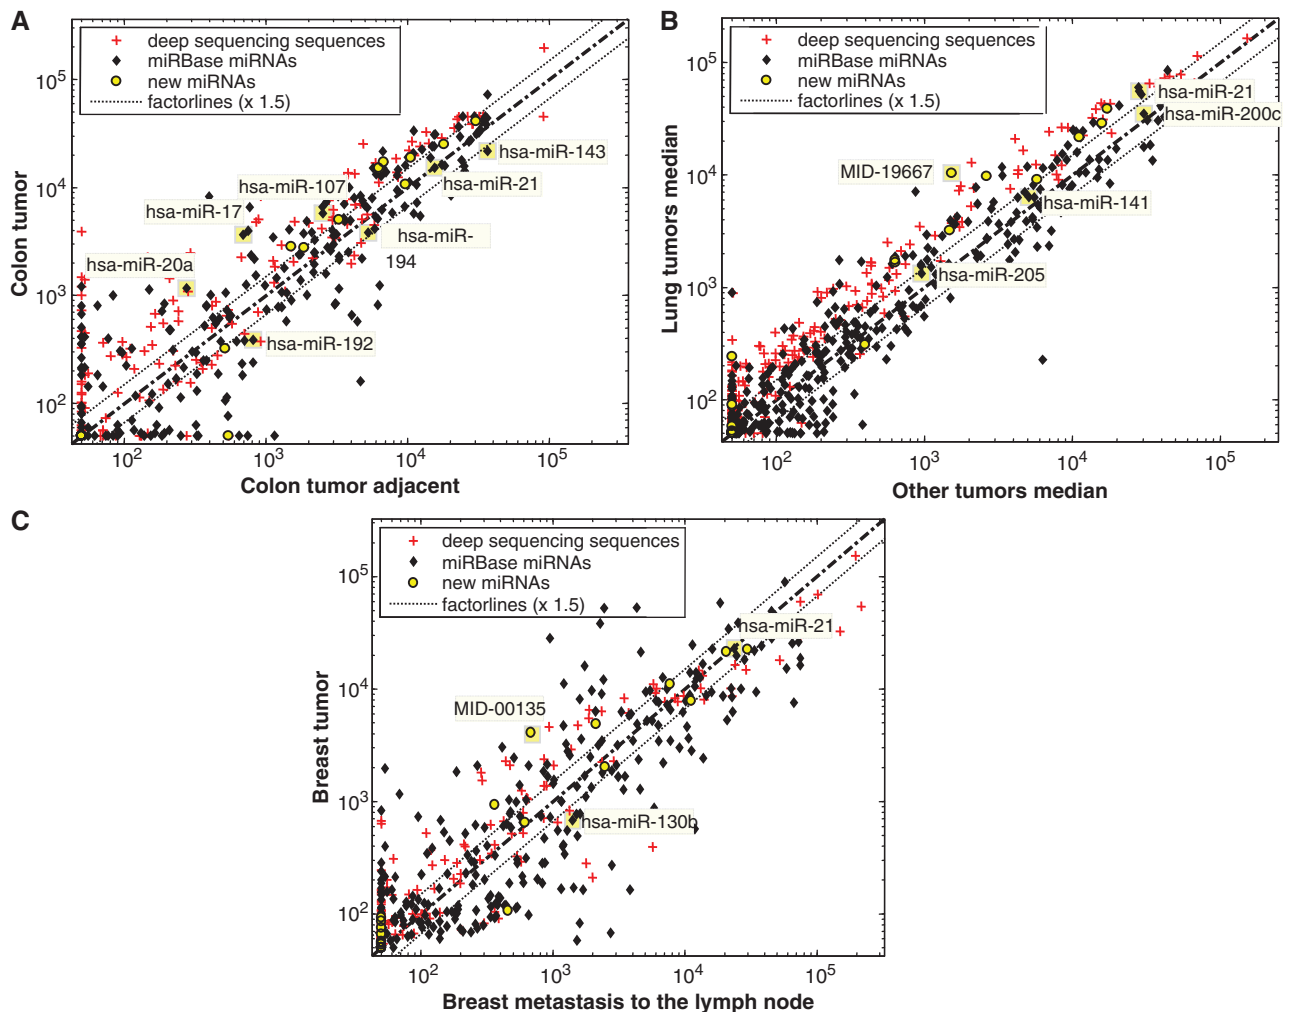 A
deep sequencing sequences
miRBase miRNAs
new miRNAs
factorlines (x 1.5)
10^5
10^4
10^3
10^2
Colon tumor
hsa-miR-143
hsa-miR-21
hsa-miR-107
hsa-miR-17
hsa-miR-
194
hsa-miR-20a
hsa-miR-192
10^2
10^3
10^4
10^5
Colon tumor adjacent
B
deep sequencing sequences
miRBase miRNAs
new miRNAs
factorlines (x 1.5)
10^5
10^4
10^3
10^2
Lung tumors median
hsa-miR-21
hsa-miR-200c
MID-19667
hsa-miR-141
hsa-miR-205
10^2
10^3
10^4
10^5
Other tumors median
C
deep sequencing sequences
miRBase miRNAs
new miRNAs
factorlines (x 1.5)
10^5
10^4
10^3
10^2
Breast tumor
hsa-miR-21
MID-00135
hsa-miR-130b
10^2
10^3
10^4
10^5
Breast metastasis to the lymph node